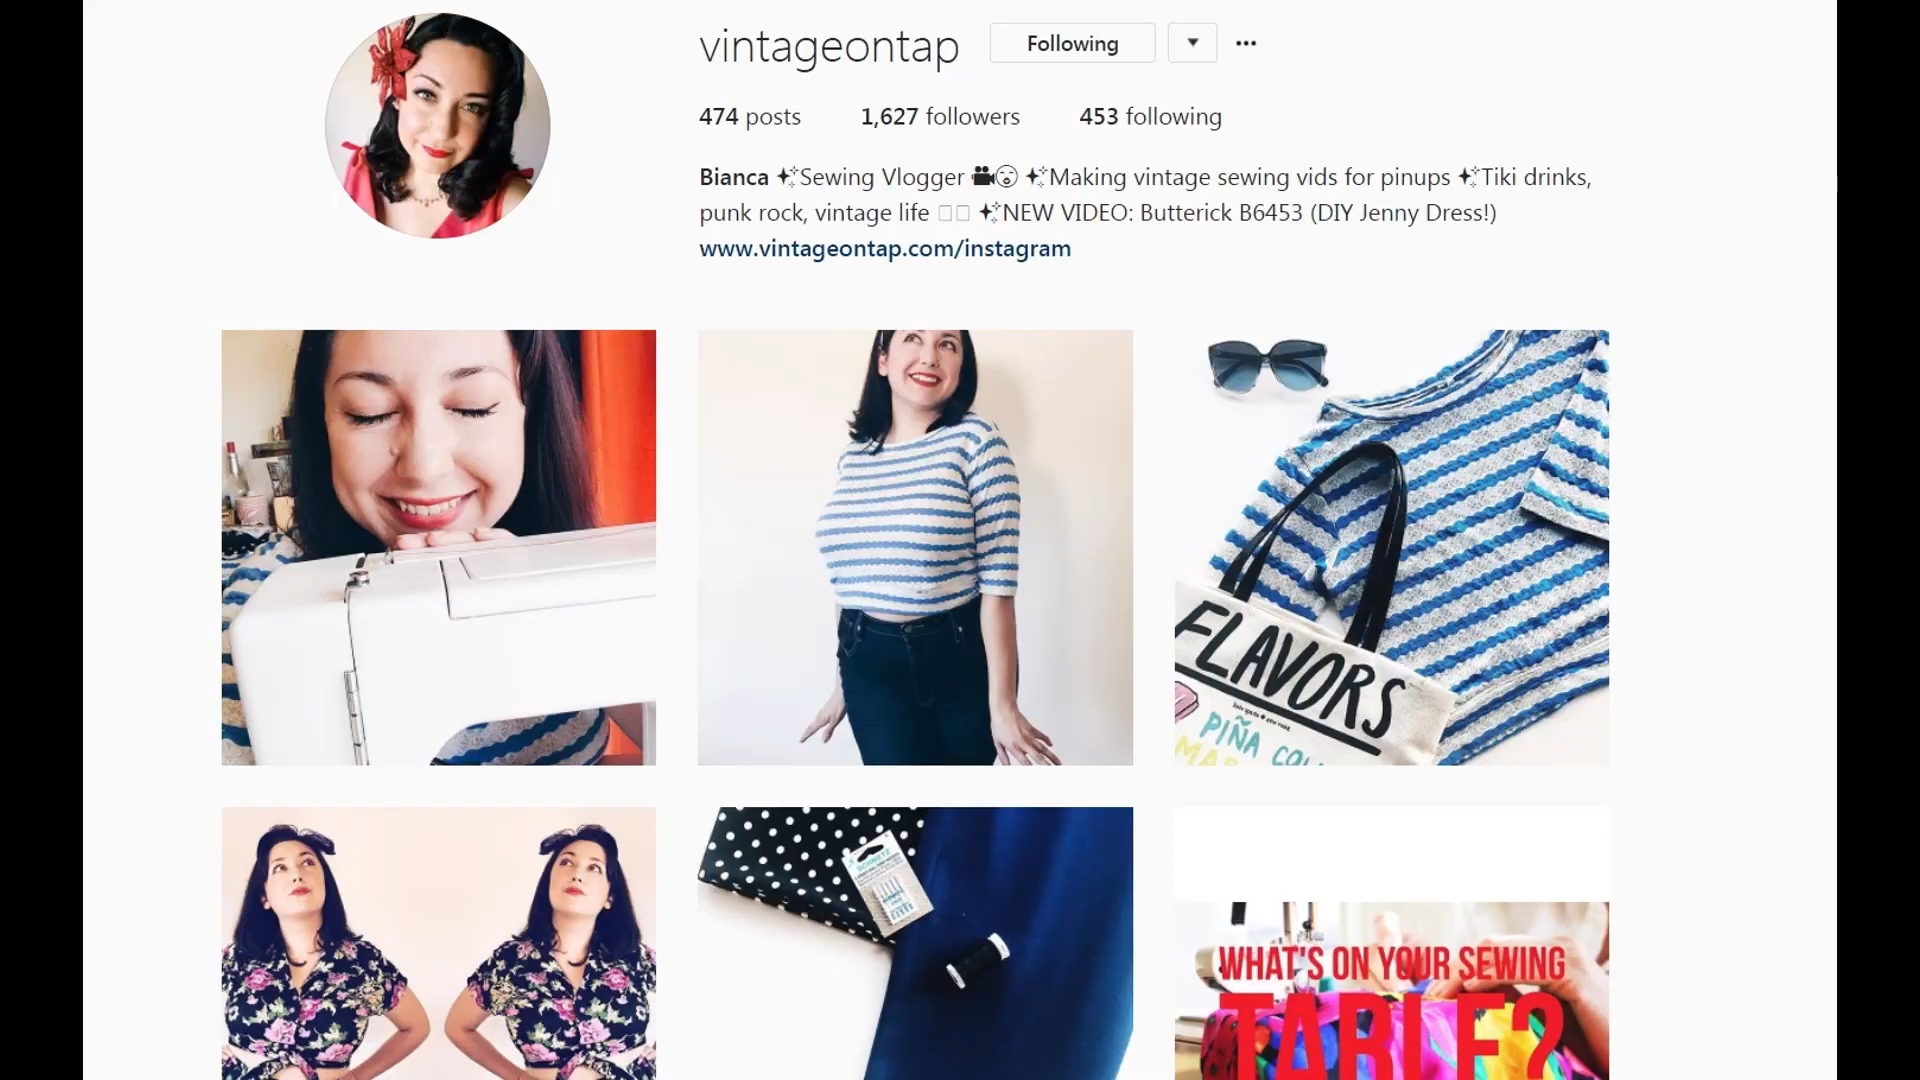 vintageontap Following
474 posts 1,627 followers 453 following
Bianca ✨Sewing Vlogger 🎥😮 ✨Making vintage sewing vids for pinups ✨Tiki drinks,
punk rock, vintage life ✨NEW VIDEO: Butterick B6453 (DIY Jenny Dress!)
www.vintageontap.com/instagram
FLAVORS
PIÑA
SCHMETZ
WHAT'S ON YOUR SEWING
TABLE?